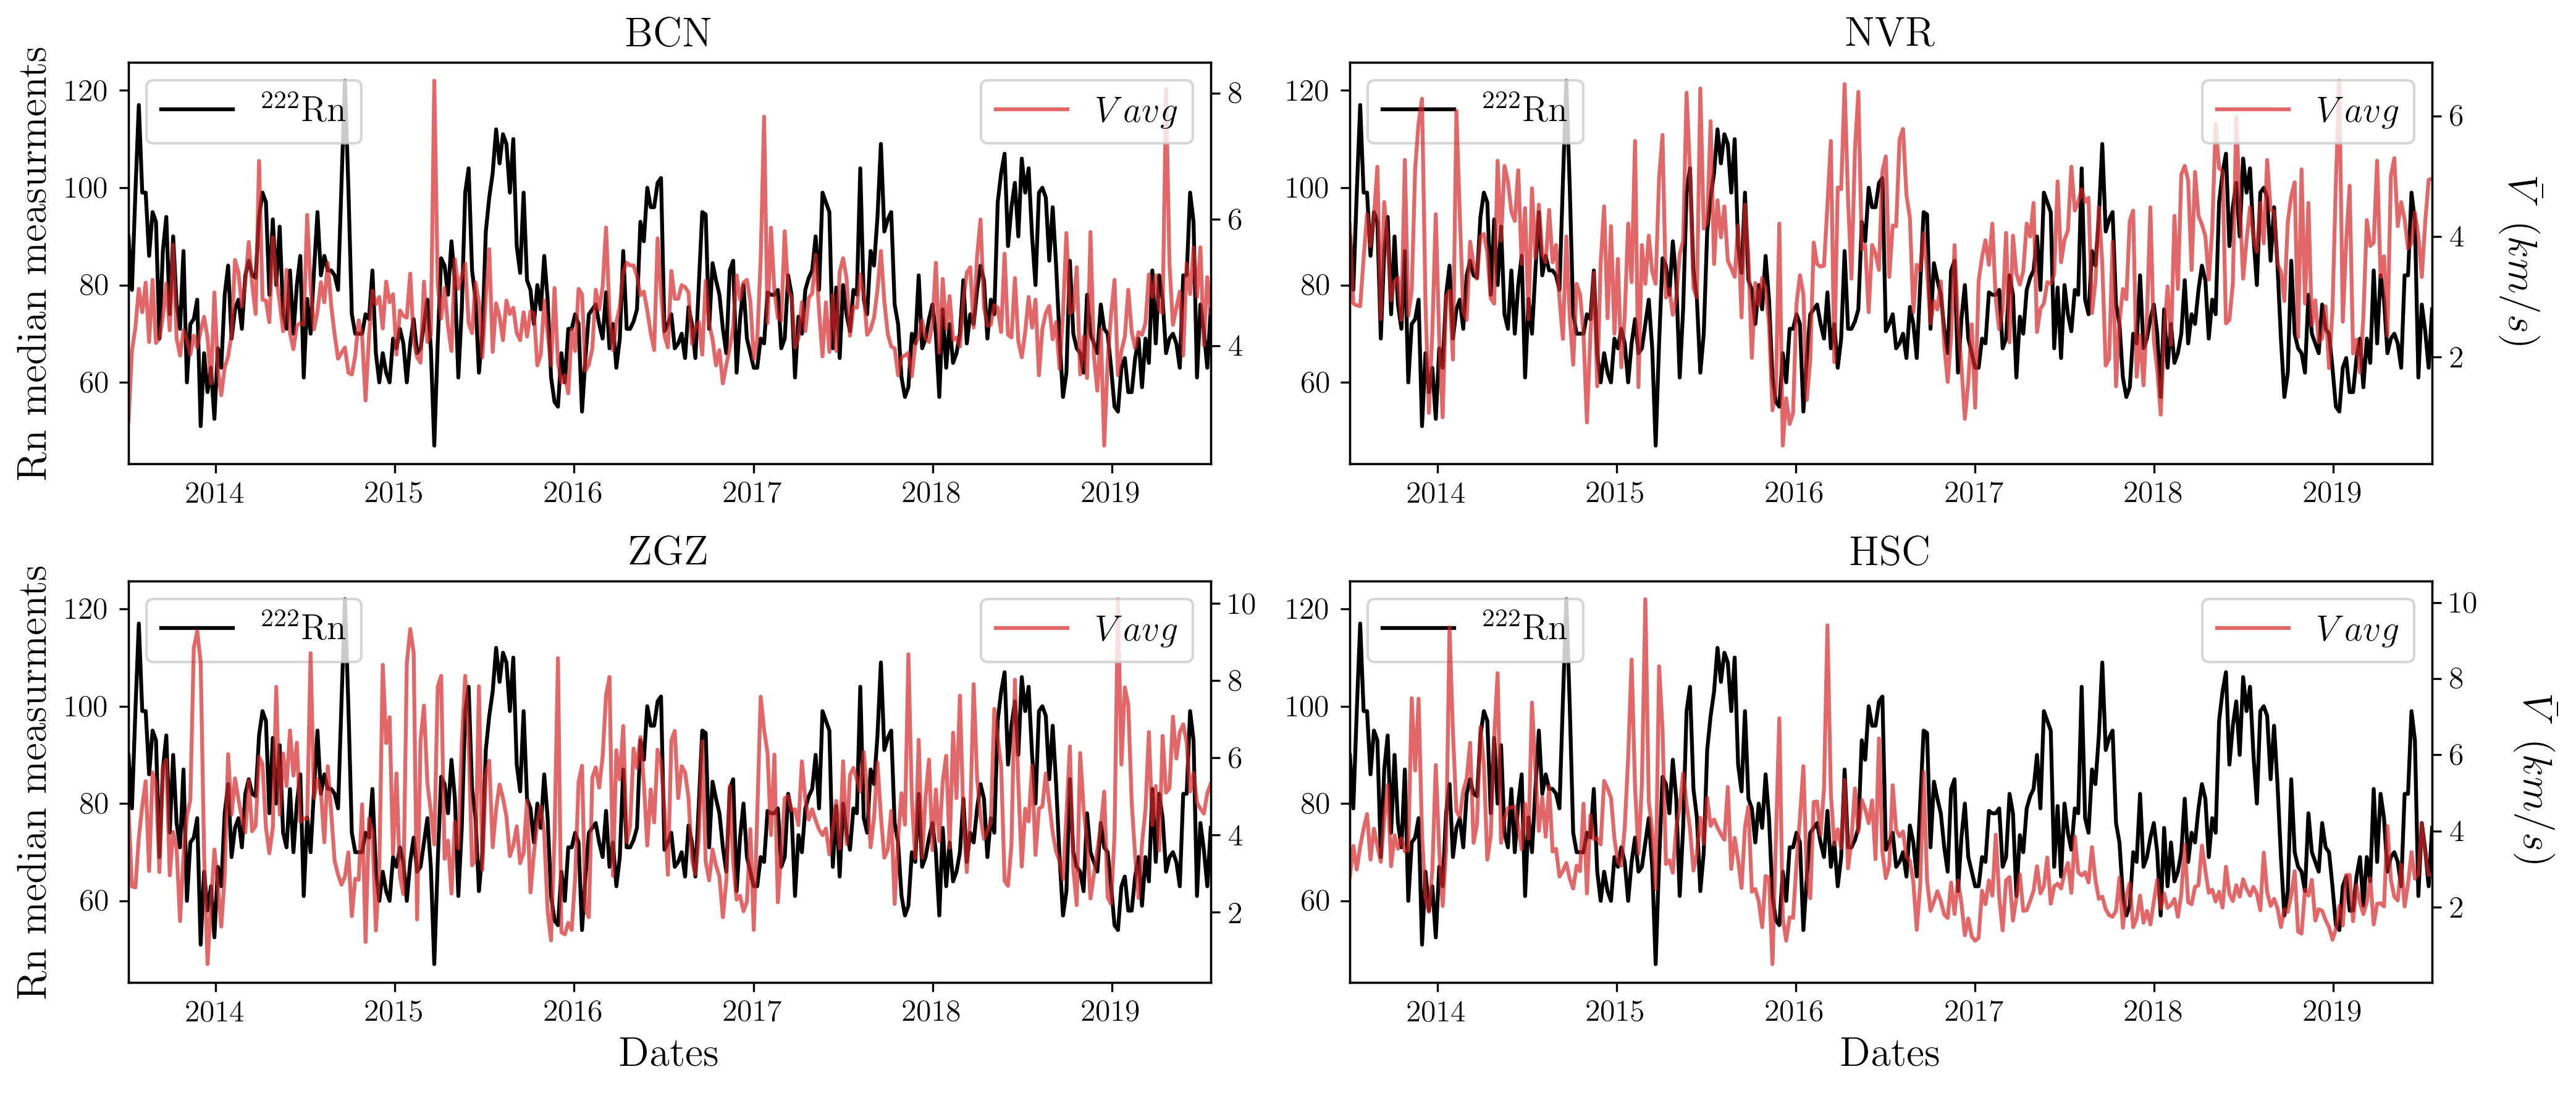 BCN
Rn median measurments
120
100
80
60
²²²Rn
Vavg
8
6
4
2014 2015 2016 2017 2018 2019
NVR
120
100
80
60
²²²Rn
Vavg
6
4
2
V̄ (km/s)
2014 2015 2016 2017 2018 2019
ZGZ
Rn median measurments
120
100
80
60
²²²Rn
Vavg
10
8
6
4
2
2014 2015 2016 2017 2018 2019
Dates
HSC
120
100
80
60
²²²Rn
Vavg
10
8
6
4
2
V̄ (km/s)
2014 2015 2016 2017 2018 2019
Dates